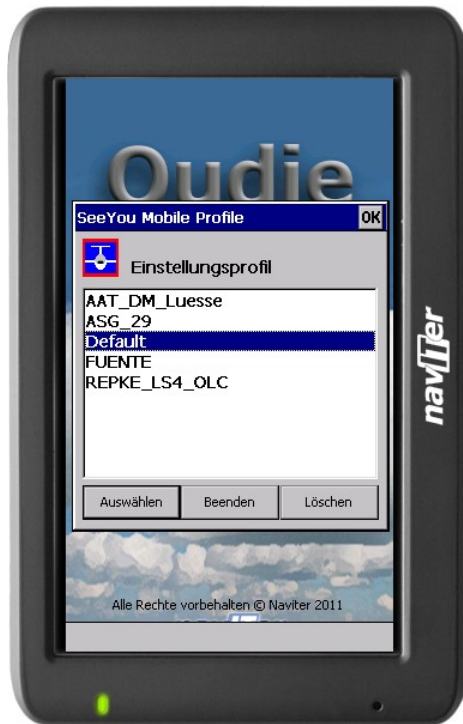 Oudie
SeeYou Mobile Profile
OK
Einstellungsprofil
AAT_DM_Luesse
ASG_29
Default
FUENTE
REPKE_LS4_OLC
Auswählen
Beenden
Löschen
Alle Rechte vorbehalten © Naviter 2011
naviter